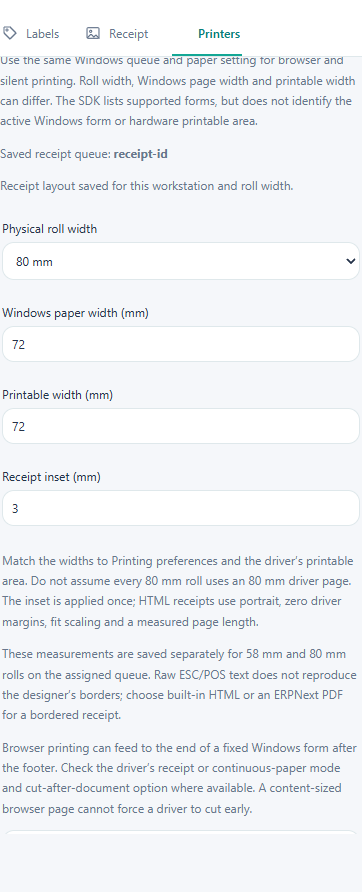 Labels
Receipt
Printers
Use the same Windows queue and paper setting for browser and
silent printing. Roll width, Windows page width and printable width
can differ. The SDK lists supported forms, but does not identify the
active Windows form or hardware printable area.
Saved receipt queue: receipt-id
Receipt layout saved for this workstation and roll width.
Physical roll width
80 mm
Windows paper width (mm)
72
Printable width (mm)
72
Receipt inset (mm)
3
Match the widths to Printing preferences and the driver's printable
area. Do not assume every 80 mm roll uses an 80 mm driver page.
The inset is applied once; HTML receipts use portrait, zero driver
margins, fit scaling and a measured page length.
These measurements are saved separately for 58 mm and 80 mm
rolls on the assigned queue. Raw ESC/POS text does not reproduce
the designer's borders; choose built-in HTML or an ERPNext PDF
for a bordered receipt.
Browser printing can feed to the end of a fixed Windows form after
the footer. Check the driver's receipt or continuous-paper mode
and cut-after-document option where available. A content-sized
browser page cannot force a driver to cut early.